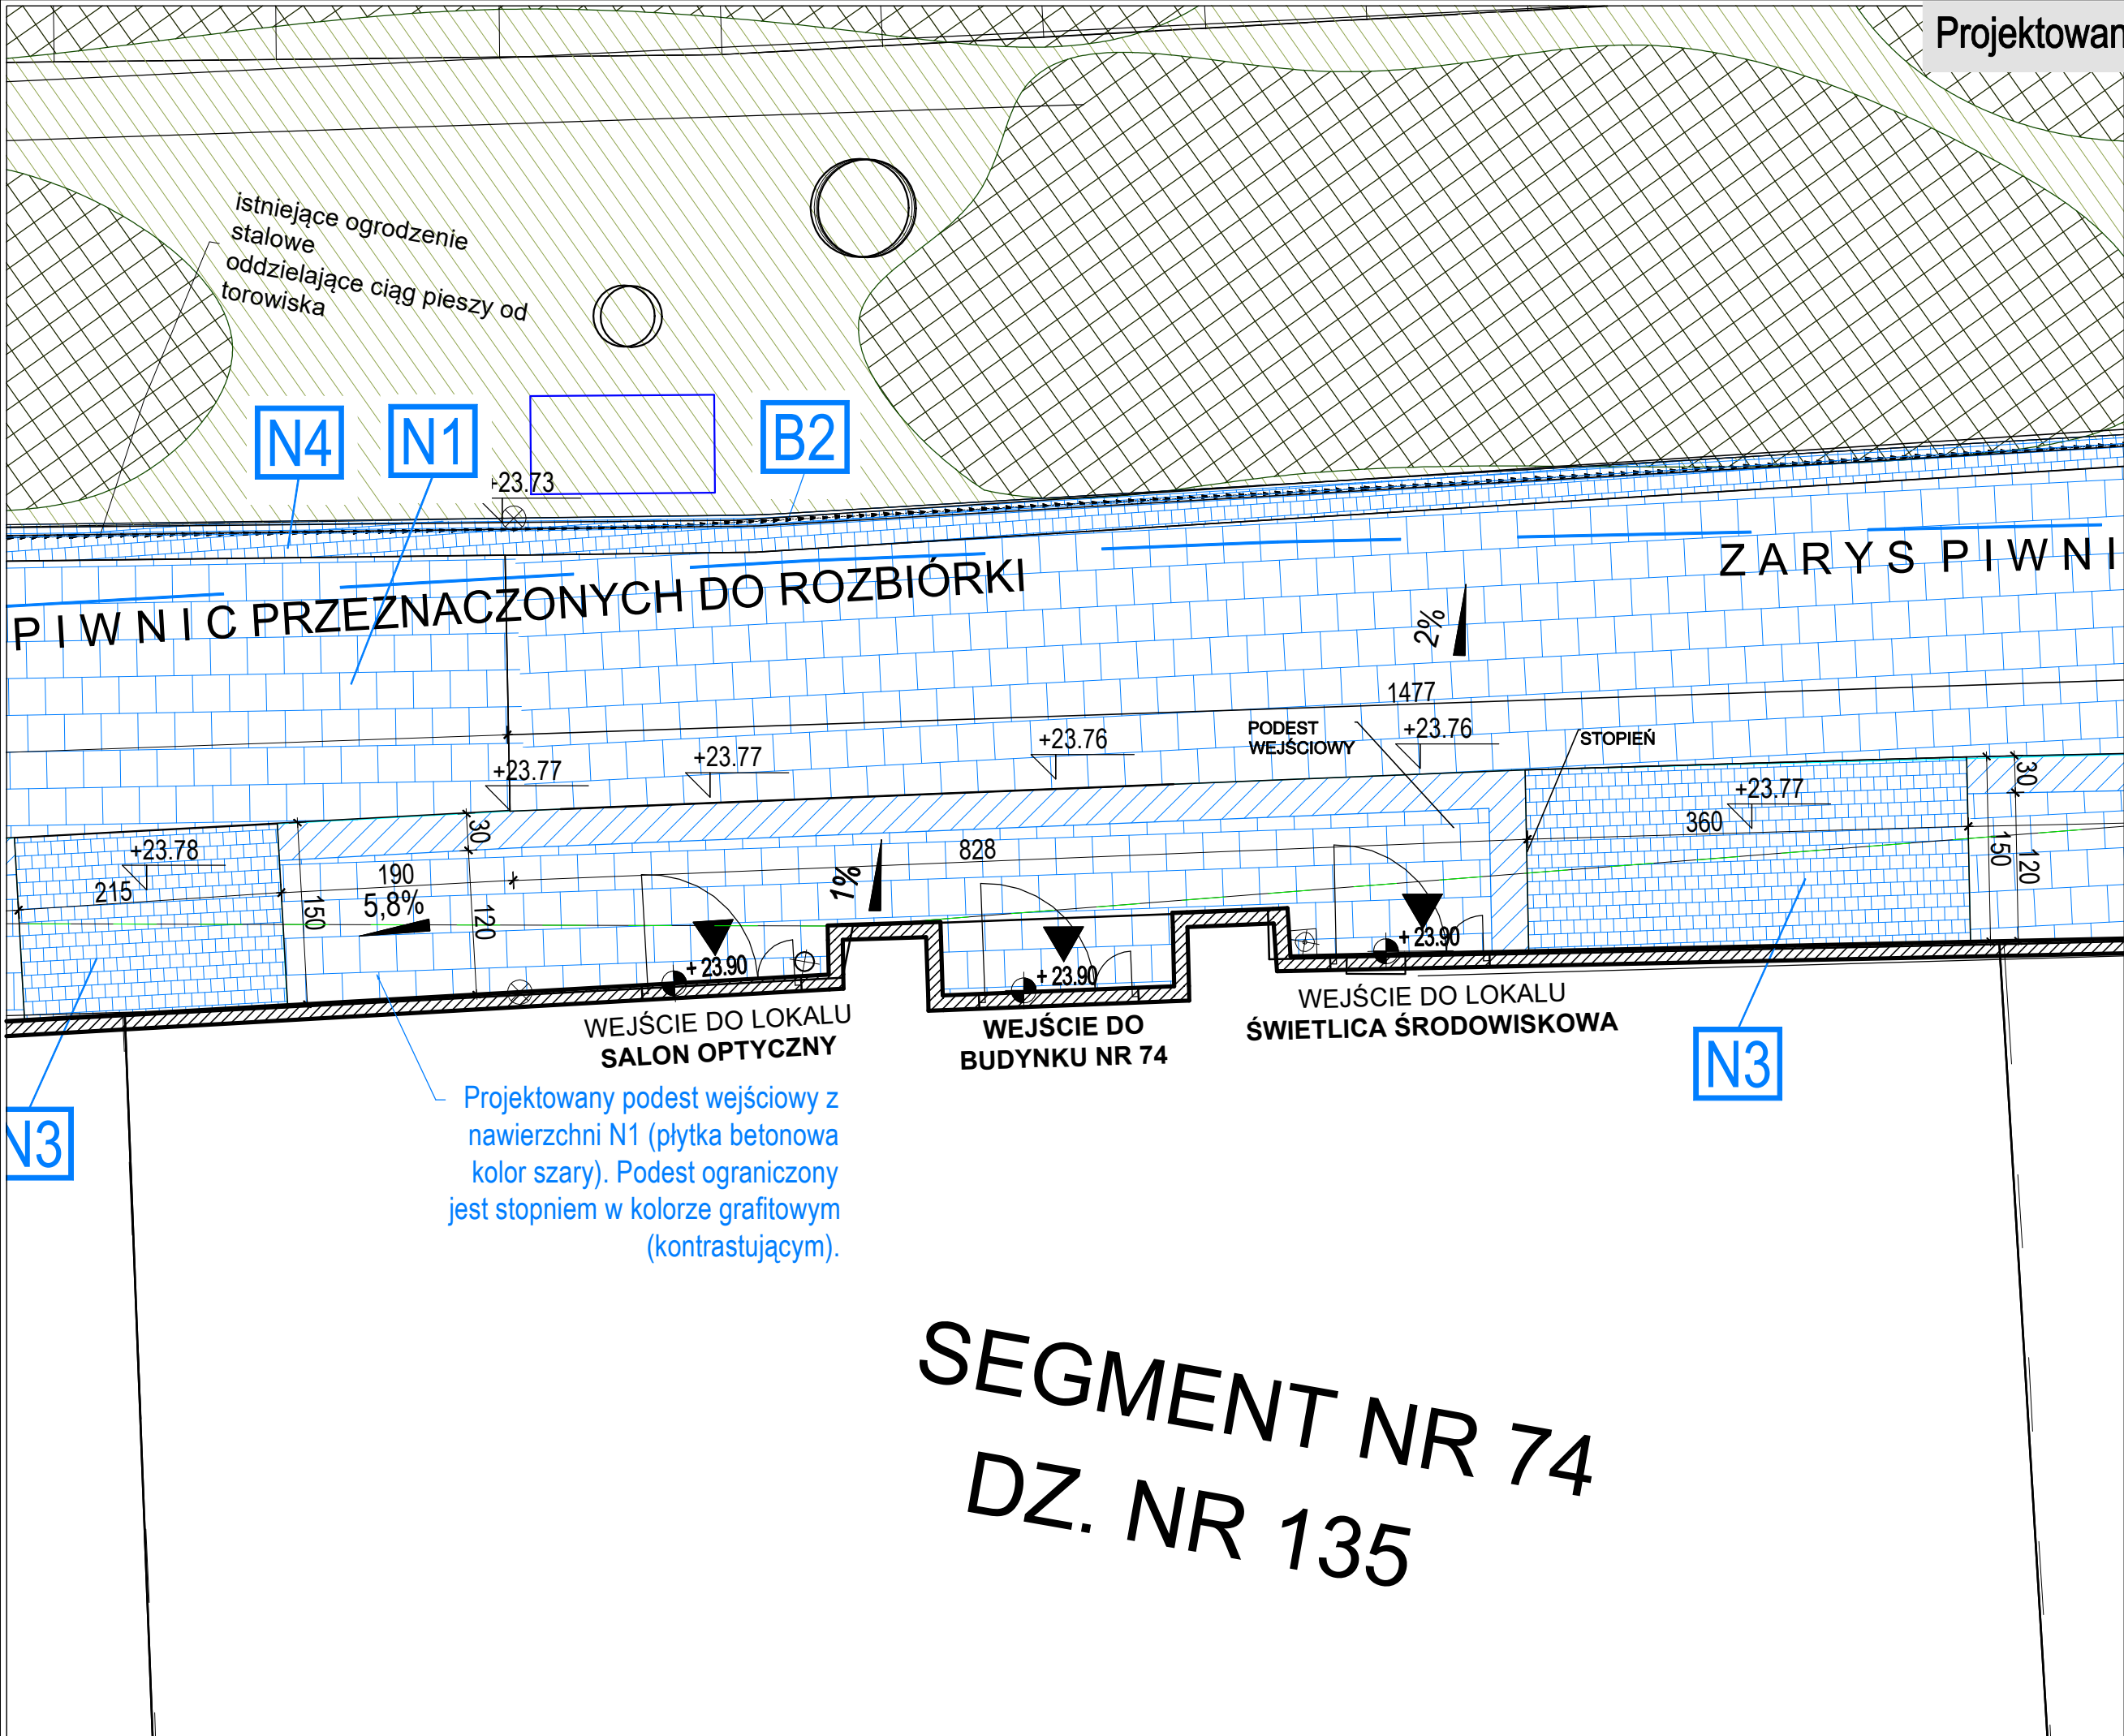 Projektowan
istniejące ogrodzenie
stalowe
oddzielające ciąg pieszy od
torowiska
N4
N1
B2
+23.73
PIWNIC PRZEZNACZONYCH DO ROZBIÓRKI
ZARYS PIWNI
2%
1477
PODEST
WEJŚCIOWY
+23.76
STOPIEŃ
+23.76
+23.77
+23.77
+23.77
360
30
150
120
+23.78
215
190
5,8%
150
30
120
828
1%
+ 23.90
+ 23.90
+ 23.90
WEJŚCIE DO LOKALU
SALON OPTYCZNY
WEJŚCIE DO
BUDYNKU NR 74
WEJŚCIE DO LOKALU
ŚWIETLICA ŚRODOWISKOWA
N3
N3
Projektowany podest wejściowy z
nawierzchni N1 (płytka betonowa
kolor szary). Podest ograniczony
jest stopniem w kolorze grafitowym
(kontrastującym).
SEGMENT NR 74
DZ. NR 135